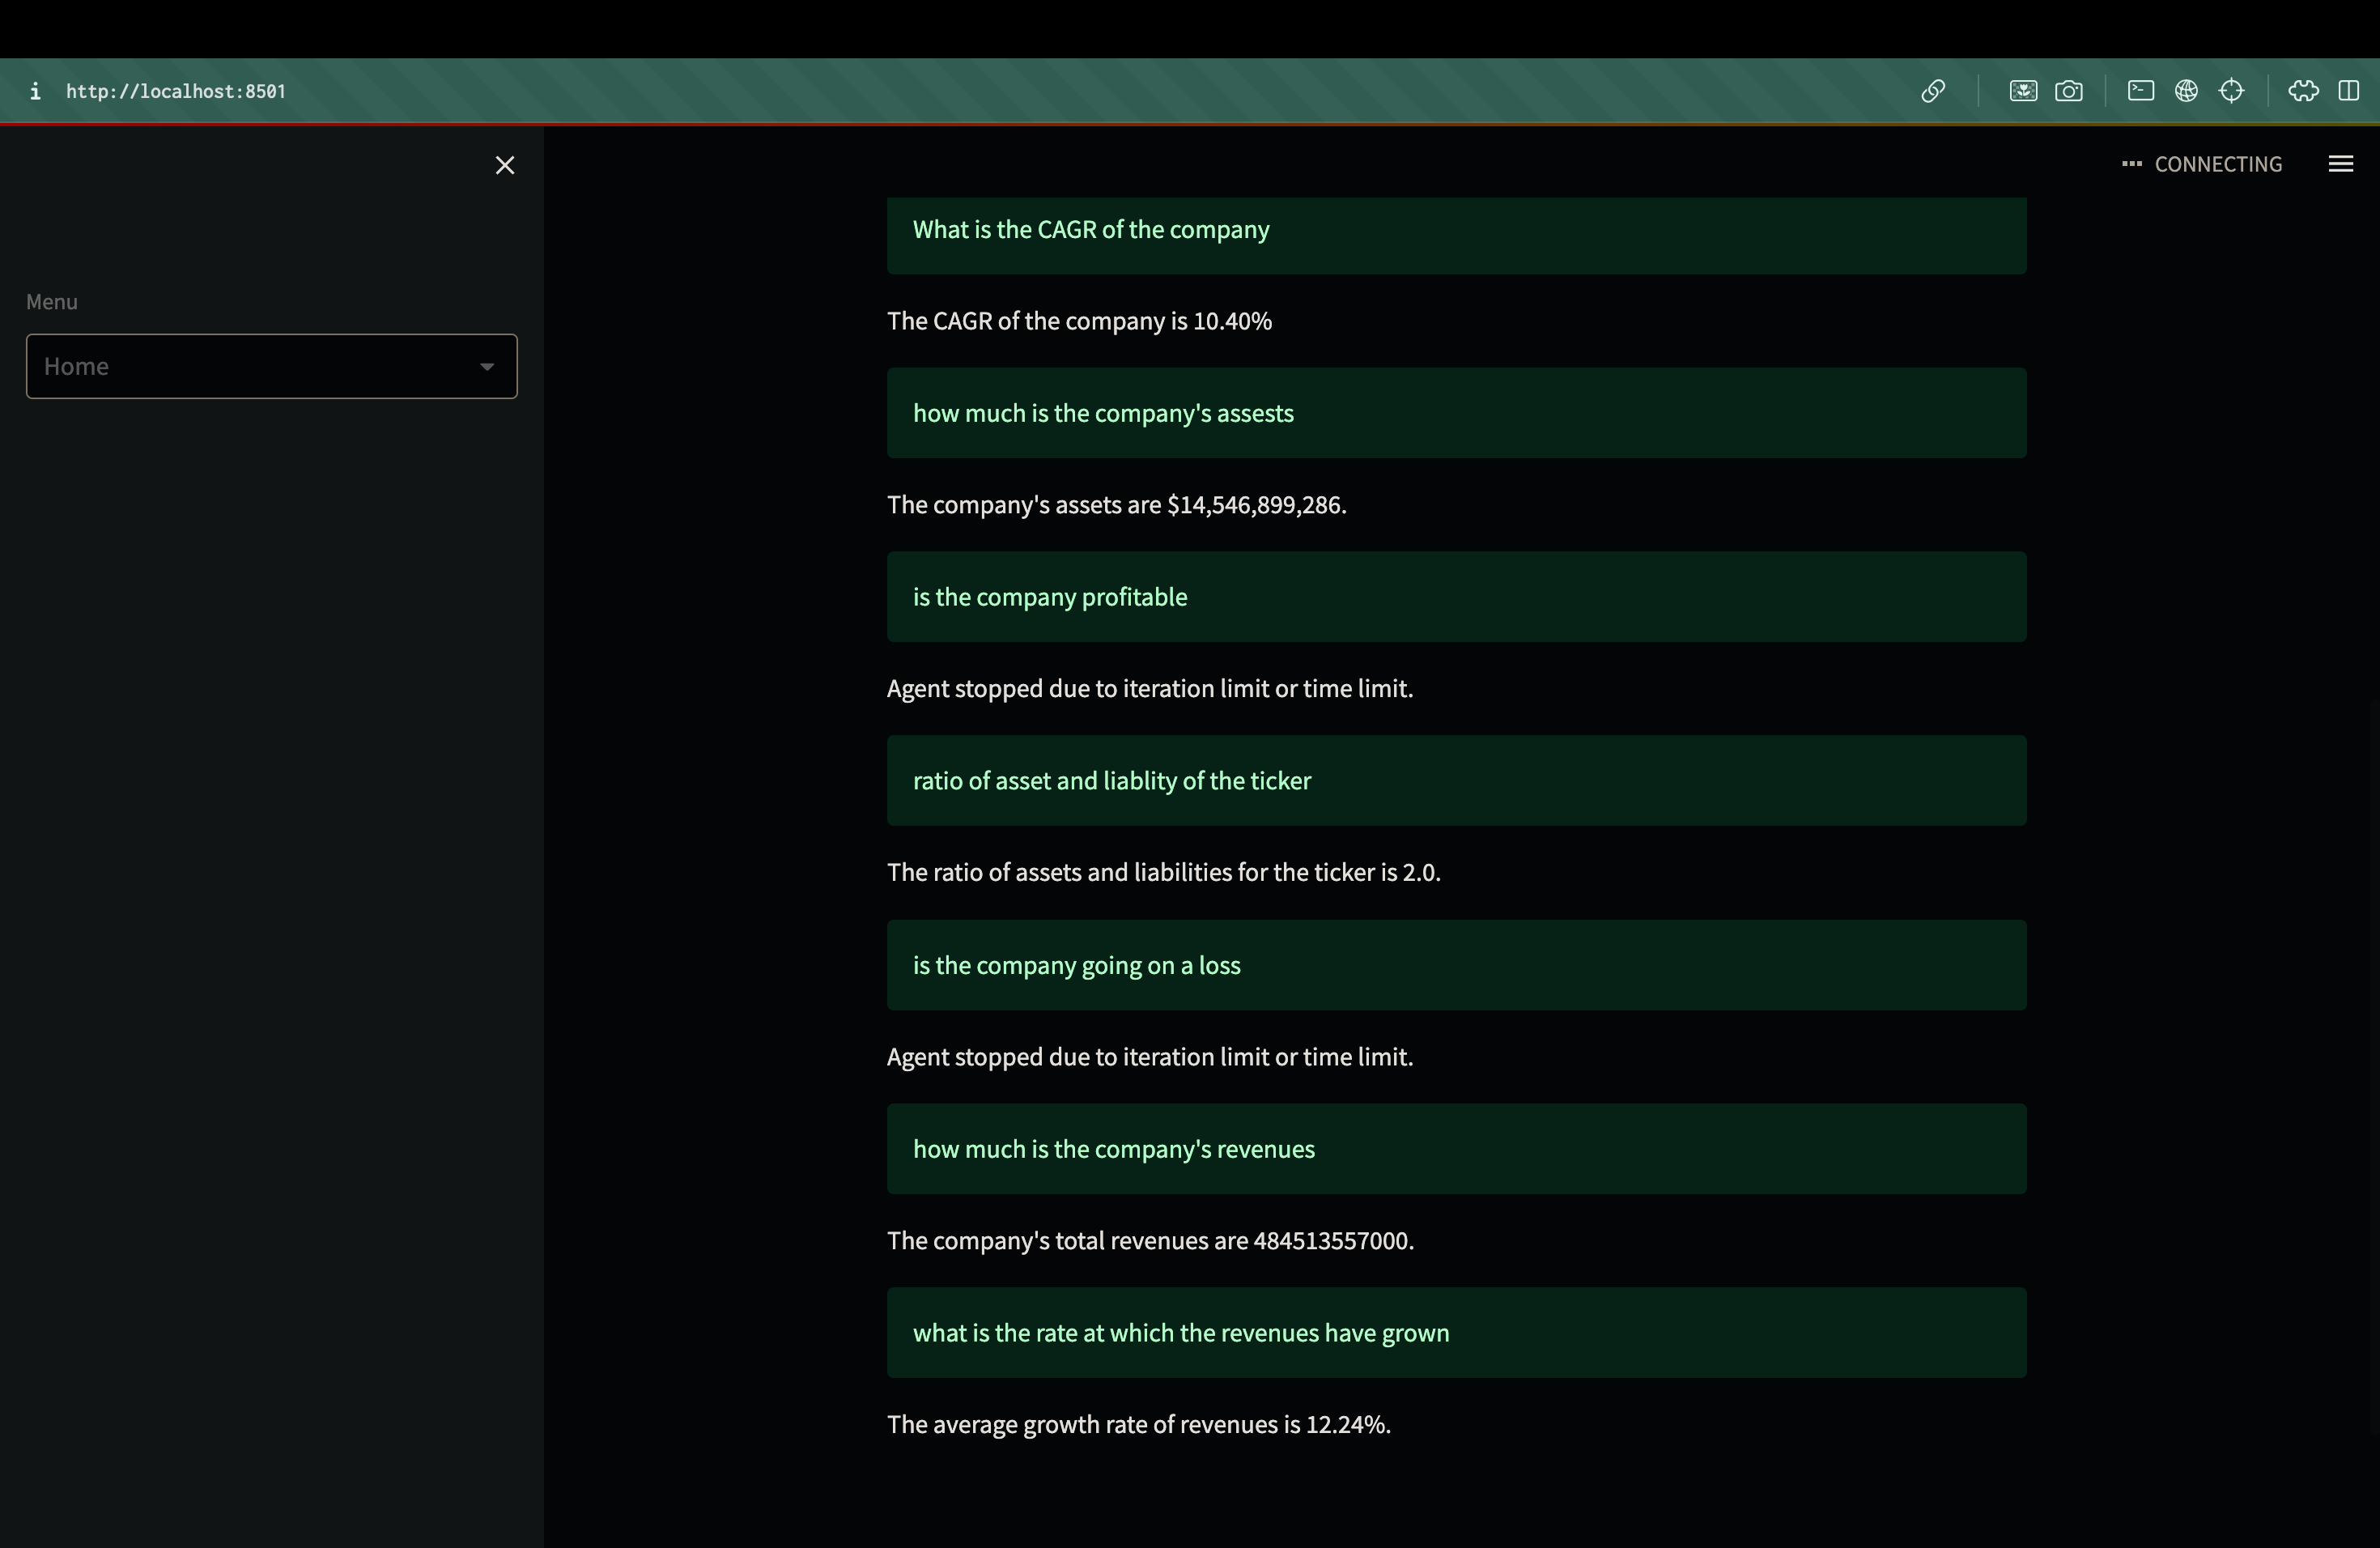 http://localhost:8501
CONNECTING
Menu
Home
What is the CAGR of the company
The CAGR of the company is 10.40%
how much is the company's assests
The company's assets are $14,546,899,286.
is the company profitable
Agent stopped due to iteration limit or time limit.
ratio of asset and liablity of the ticker
The ratio of assets and liabilities for the ticker is 2.0.
is the company going on a loss
Agent stopped due to iteration limit or time limit.
how much is the company's revenues
The company's total revenues are 484513557000.
what is the rate at which the revenues have grown
The average growth rate of revenues is 12.24%.